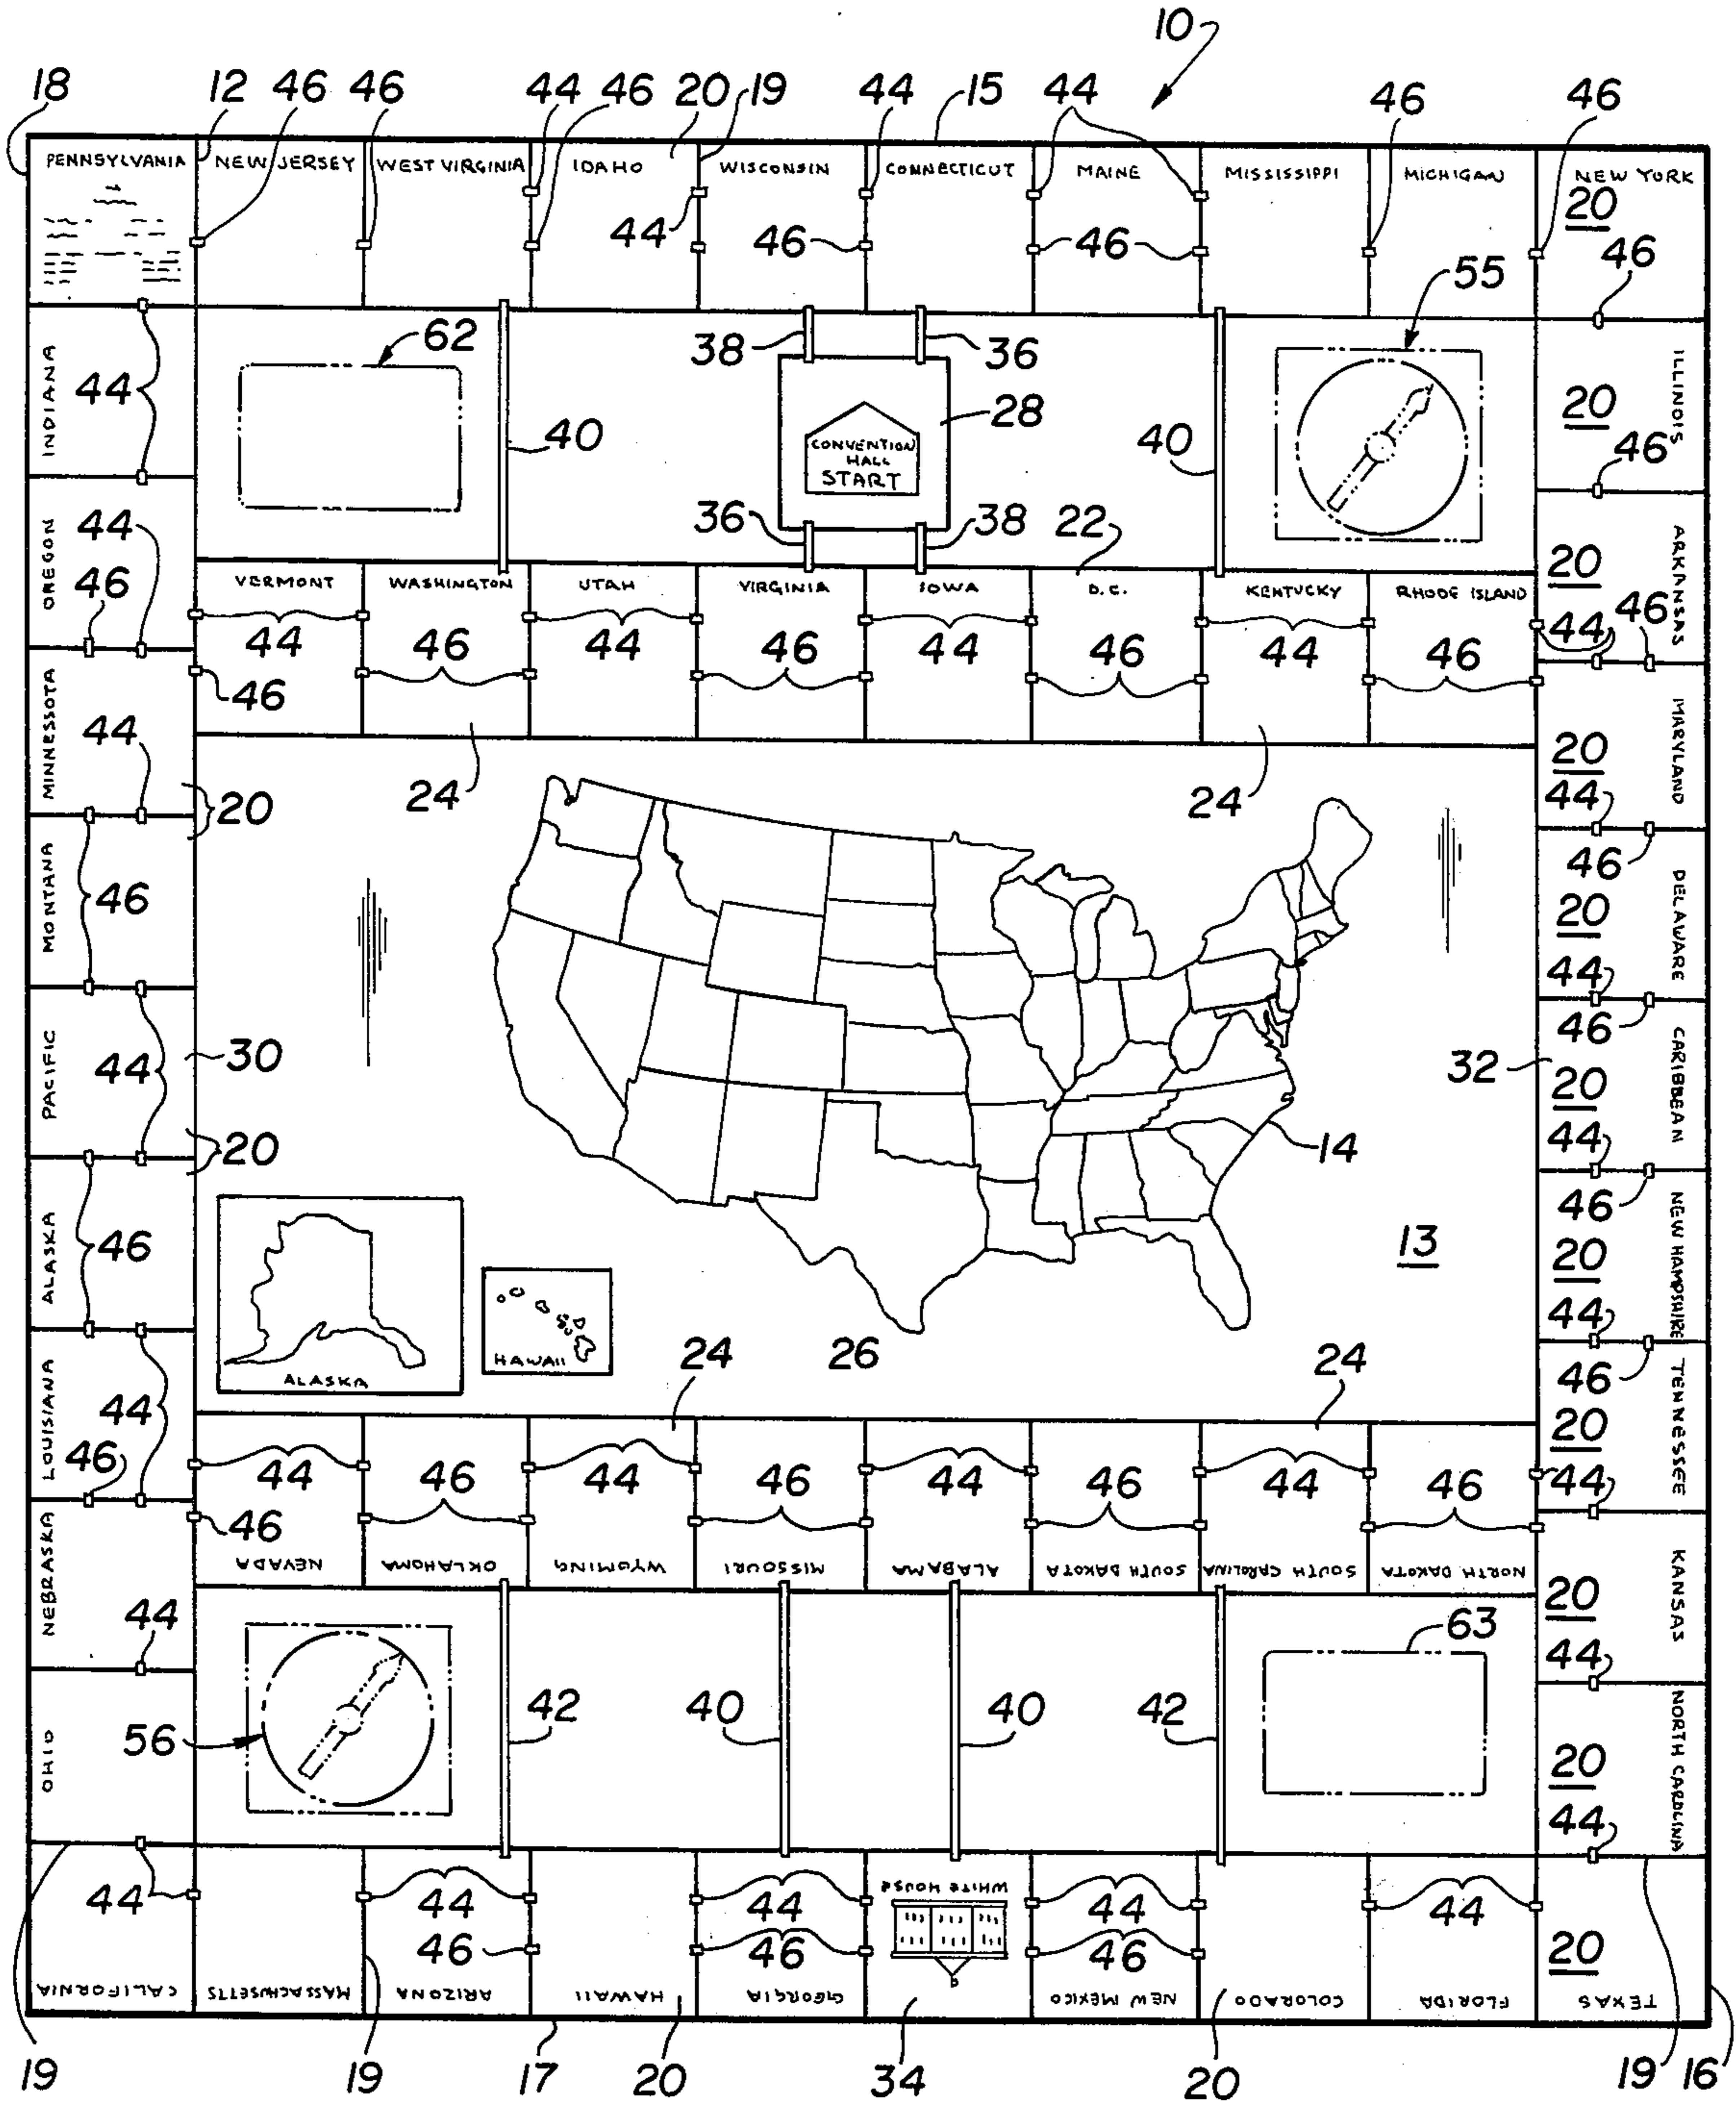 10
18 12 46 46 44 46 20 19 44 15 44 46 46
PENNSYLVANIA NEW JERSEY WEST VIRGINIA IDAHO WISCONSIN CONNECTICUT MAINE MISSISSIPPI MICHIGAN NEW YORK
20
44 46 46 46
55
62 38 36
INDIANA 44 20 ILLINOIS
40 28 40
CONVENTION
HALL
START
46
OREGON 44 36 38 22 20 ARKANSAS
46 VERMONT WASHINGTON UTAH VIRGINIA IOWA D.C. KENTUCKY RHODE ISLAND 46
44 46 44 46 44 46 44 46 44
46
MINNESOTA 44 20 MARYLAND
20 24 24 44
MONTANA 46 46
20 DELAWARE
44
PACIFIC 44 30 46
32 20 CARIBBEAN
20 14 44
ALASKA 46 46
13 20 NEW HAMPSHIRE
44
HAWAII
ALASKA
24 26 24
LOUISIANA 44 46
20 TENNESSEE
46 44 46 44 46 44 46 44 46 44
46
NEBRASKA NEVADA OKLAHOMA WYOMING MISSOURI ALABAMA SOUTH DAKOTA SOUTH CAROLINA NORTH DAKOTA 20 KANSAS
44 63 44
OHIO 56 42 40 40 42 20 NORTH CAROLINA
44
44 44 44 WHITE HOUSE 44 44
46 46 46 20
CALIFORNIA MASSACHUSETTS ARIZONA HAWAII GEORGIA NEW MEXICO COLORADO FLORIDA TEXAS
19 19 17 20 34 20 19 16